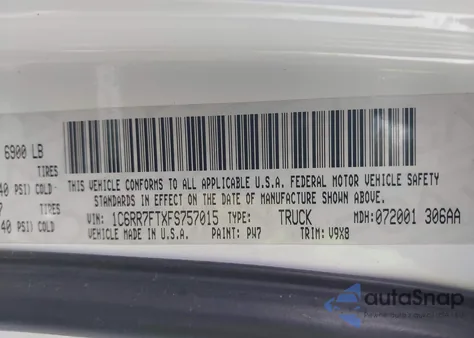 6900 LB
TIRES
40 PSI) COLD
THIS VEHICLE CONFORMS TO ALL APPLICABLE U.S.A. FEDERAL MOTOR VEHICLE SAFETY
STANDARDS IN EFFECT ON THE DATE OF MANUFACTURE SHOWN ABOVE.
TIRES
VIN: 1C6RR7FTXFS757015 TYPE: TRUCK MDH: 072001 306AA
40 PSI) COLD
VEHICLE MADE IN U.S.A. PAINT: PW7 TRIM: V9X8
autoSnap